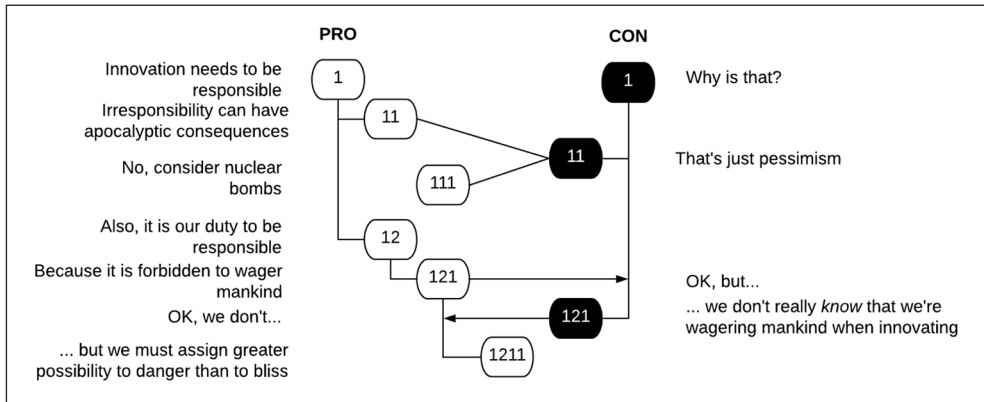 PRO
CON
Innovation needs to be
responsible
1
1
Why is that?
Irresponsibility can have
apocalyptic consequences
11
11
That's just pessimism
No, consider nuclear
bombs
111
Also, it is our duty to be
responsible
12
Because it is forbidden to wager
mankind
121
OK, but...
OK, we don't...
121
... we don't really know that we're
wagering mankind when innovating
... but we must assign greater
possibility to danger than to bliss
1211